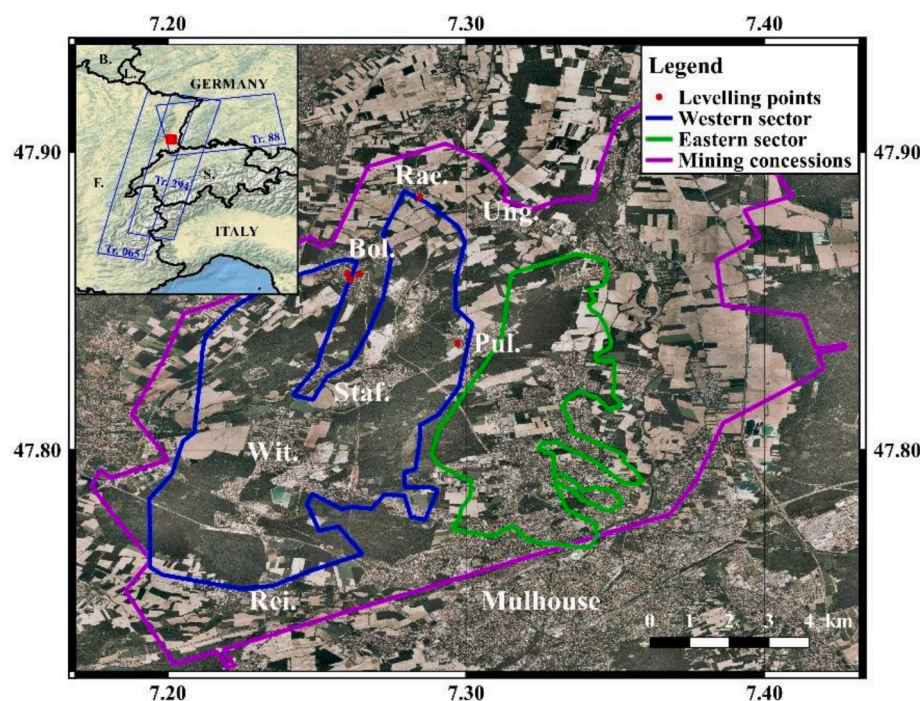 7.20 7.30 7.40
B.
L.
GERMANY
Tr. 88
F.
S.
Tr. 294
ITALY
Tr. 065
Legend
Levelling points
Western sector
Eastern sector
Mining concessions
47.90 47.90
Rae.
Ung.
Bol.
Pul.
Staf.
47.80 47.80
Wit.
Rei.
Mulhouse
0 1 2 3 4 km
7.20 7.30 7.40